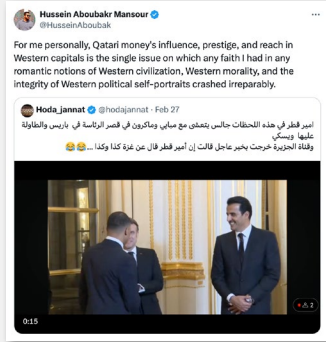 Hussein Aboubakr Mansour
@HusseinAboubak
For me personally, Qatari money's influence, prestige, and reach in
Western capitals is the single issue on which any faith I had in any
romantic notions of Western civilization, Western morality, and the
integrity of Western political self-portraits crashed irreparably.
Hoda_jannat @hodajannat · Feb 27
امير قطر في هذه اللحظات جالس يتعشى مع مبابي وماكرون في قصر الرئاسة في باريس والطاولة
عليها ويسكي
وقناة الجزيرة خرجت بخبر عاجل قالت إن أمير قطر قال عن غزة كذا وكذا ...
2
0:15